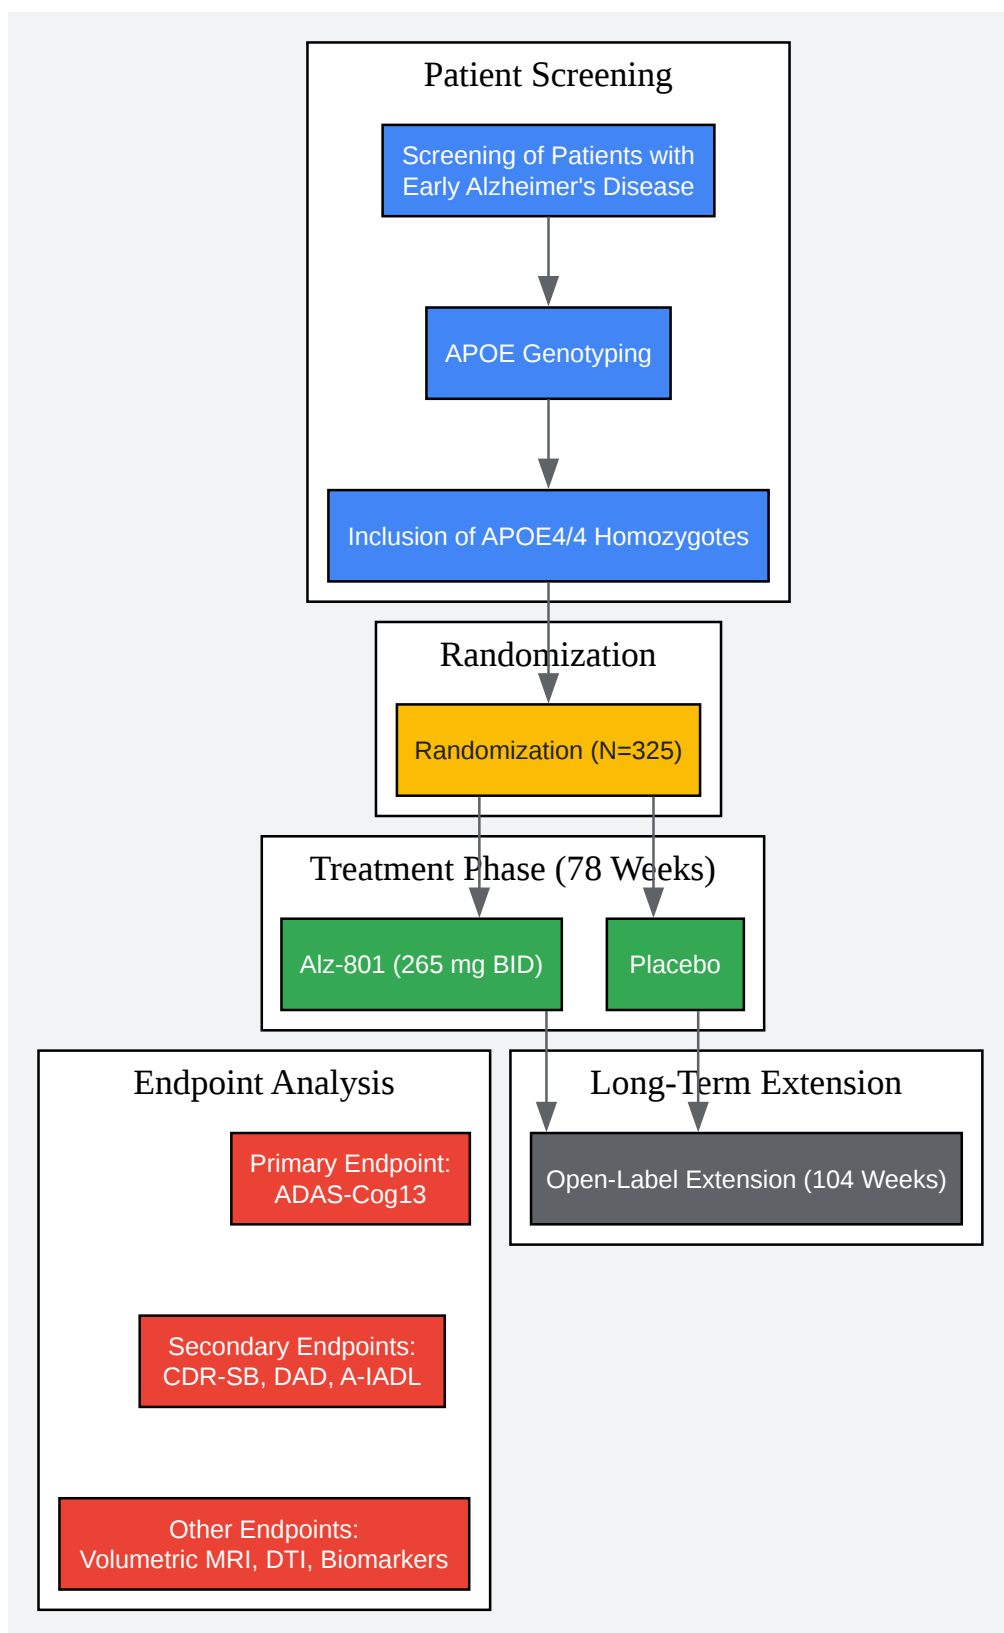 Patient Screening
Screening of Patients with
Early Alzheimer's Disease
APOE Genotyping
Inclusion of APOE4/4 Homozygotes
Randomization
Randomization (N=325)
Treatment Phase (78 Weeks)
Alz-801 (265 mg BID)
Placebo
Endpoint Analysis
Primary Endpoint:
ADAS-Cog13
Secondary Endpoints:
CDR-SB, DAD, A-IADL
Other Endpoints:
Volumetric MRI, DTI, Biomarkers
Long-Term Extension
Open-Label Extension (104 Weeks)